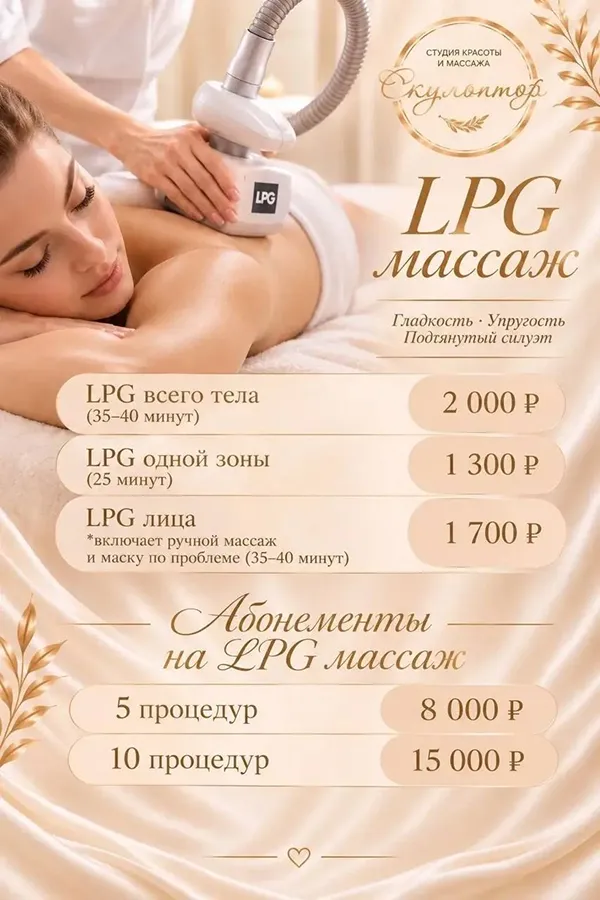 СТУДИЯ КРАСОТЫ
И МАССАЖА
Скульптор
LPG
LPG
массаж
Гладкость · Упругость
Подтянутый силуэт
LPG всего тела
(35–40 минут)
2 000 ₽
LPG одной зоны
(25 минут)
1 300 ₽
LPG лица
*включает ручной массаж
и маску по проблеме (35–40 минут)
1 700 ₽
Абонементы
на LPG массаж
5 процедур
8 000 ₽
10 процедур
15 000 ₽